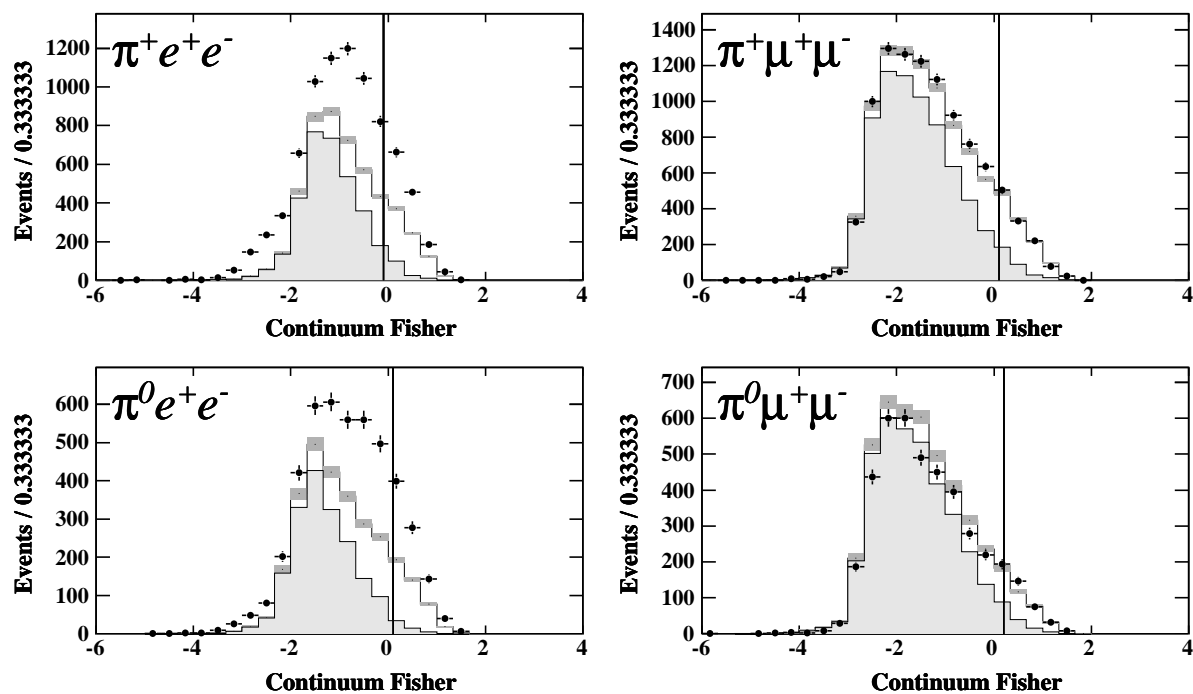 π⁺e⁺e⁻
Events / 0.333333
1200
1000
800
600
400
200
0
-6 -4 -2 0 2 4
Continuum Fisher
π⁺μ⁺μ⁻
Events / 0.333333
1400
1200
1000
800
600
400
200
0
-6 -4 -2 0 2 4
Continuum Fisher
π⁰e⁺e⁻
Events / 0.333333
600
500
400
300
200
100
0
-6 -4 -2 0 2 4
Continuum Fisher
π⁰μ⁺μ⁻
Events / 0.333333
700
600
500
400
300
200
100
0
-6 -4 -2 0 2 4
Continuum Fisher